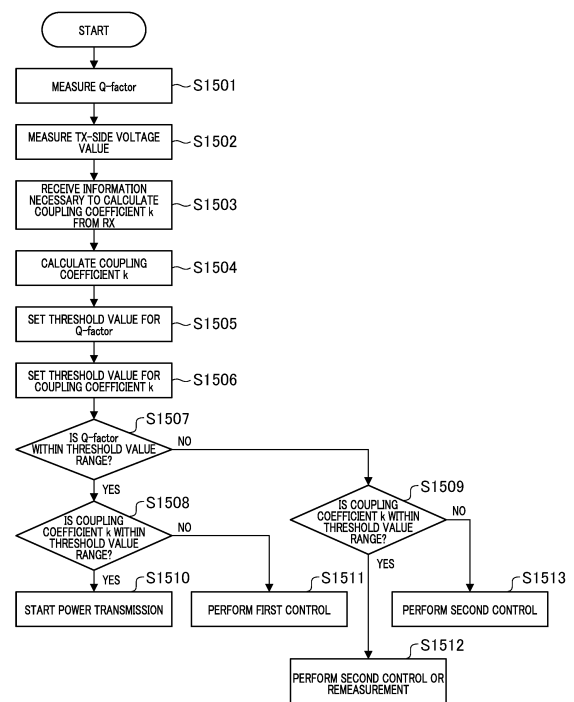 START
MEASURE Q-factor
S1501
MEASURE TX-SIDE VOLTAGE
VALUE
S1502
RECEIVE INFORMATION
NECESSARY TO CALCULATE
COUPLING COEFFICIENT k
FROM RX
S1503
CALCULATE COUPLING
COEFFICIENT k
S1504
SET THRESHOLD VALUE FOR
Q-factor
S1505
SET THRESHOLD VALUE FOR
COUPLING COEFFICIENT k
S1506
S1507
IS Q-factor
WITHIN THRESHOLD VALUE
RANGE?
NO
YES
S1508
IS COUPLING
COEFFICIENT k WITHIN
THRESHOLD VALUE
RANGE?
NO
YES
S1509
IS COUPLING
COEFFICIENT k WITHIN
THRESHOLD VALUE
RANGE?
NO
YES
S1510
START POWER TRANSMISSION
S1511
PERFORM FIRST CONTROL
S1513
PERFORM SECOND CONTROL
S1512
PERFORM SECOND CONTROL OR
REMEASUREMENT